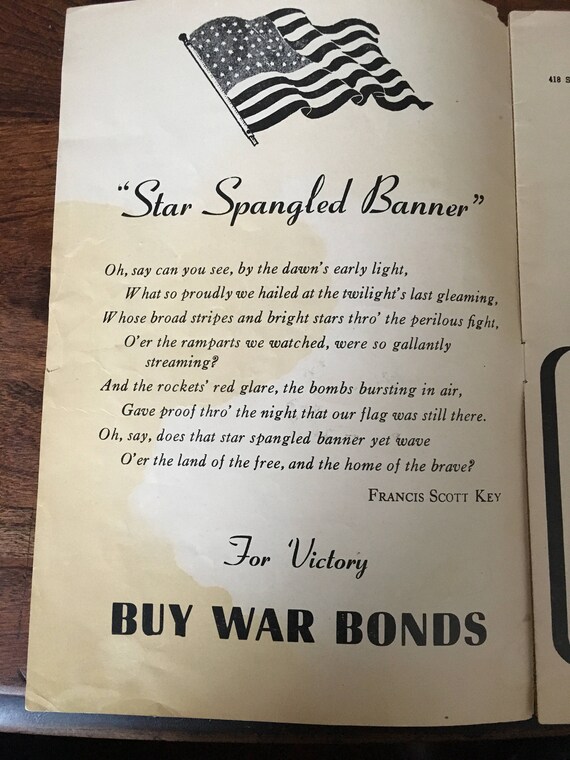 "Star Spangled Banner"
Oh, say can you see, by the dawn's early light,
What so proudly we hailed at the twilight's last gleaming,
Whose broad stripes and bright stars thro' the perilous fight,
O'er the ramparts we watched, were so gallantly
streaming?
And the rockets' red glare, the bombs bursting in air,
Gave proof thro' the night that our flag was still there.
Oh, say, does that star spangled banner yet wave
O'er the land of the free, and the home of the brave?
FRANCIS SCOTT KEY
For Victory
BUY WAR BONDS
418 S